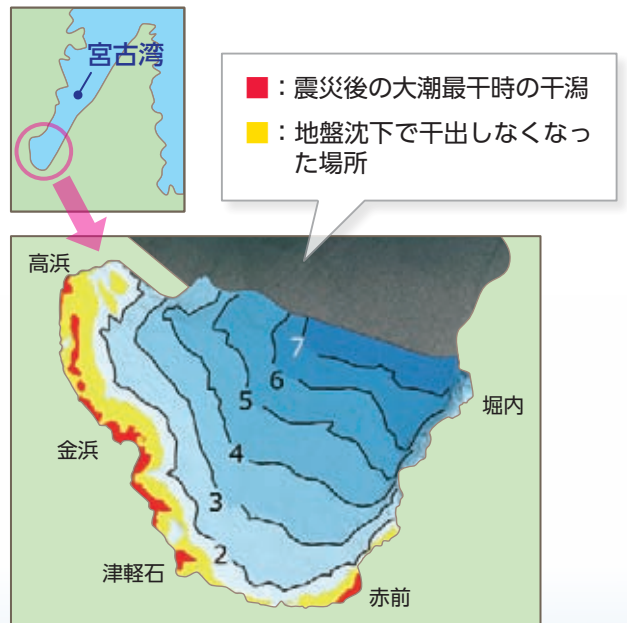 宮古湾
■：震災後の大潮最干時の干潟
■：地盤沈下で干出しなくなっ
た場所
高浜
7
6
堀内
5
金浜
4
3
2
津軽石
赤前